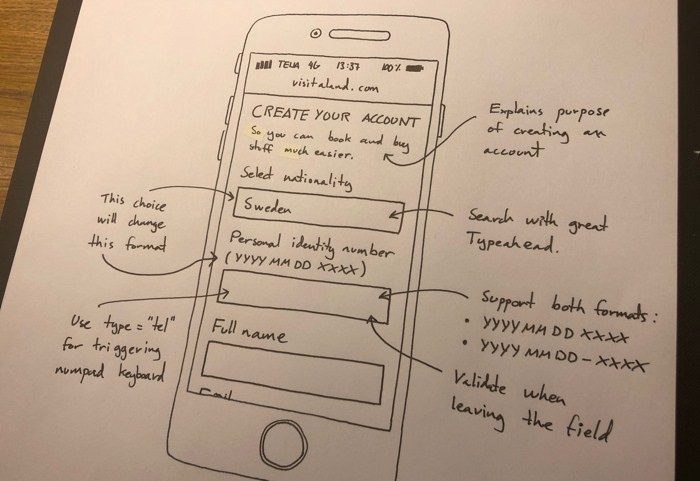 TELIA 4G 13:37 100%
visitaland.com
CREATE YOUR ACCOUNT
So you can book and buy
stuff much easier.
Explains purpose
of creating an
account
Select nationality
Sweden
This choice
will change
this format
Search with great
Typeahead.
Personal identity number
(YYYY MM DD XXXX)
Support both formats:
• YYYY MM DD XXXX
• YYYY MM DD - XXXX
Use type = "tel"
for triggering
numpad keyboard
Full name
Validate when
leaving the field
Email